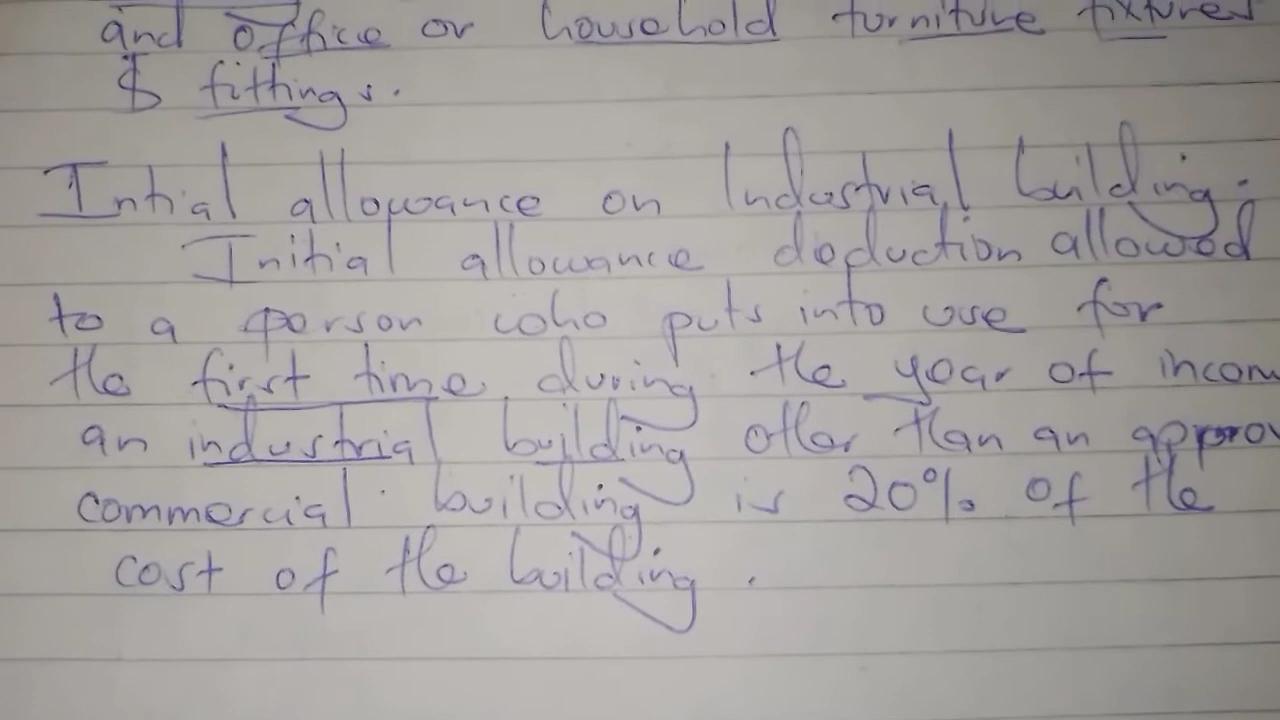 and office or household furniture fixtures
$ fittings.
Intial allowance on Industrial building.
Initial allowance deduction allowed
to a person who puts into use for
the first time during the year of incom
an industrial building other than an approv
commercial building is 20% of the
cost of the building.